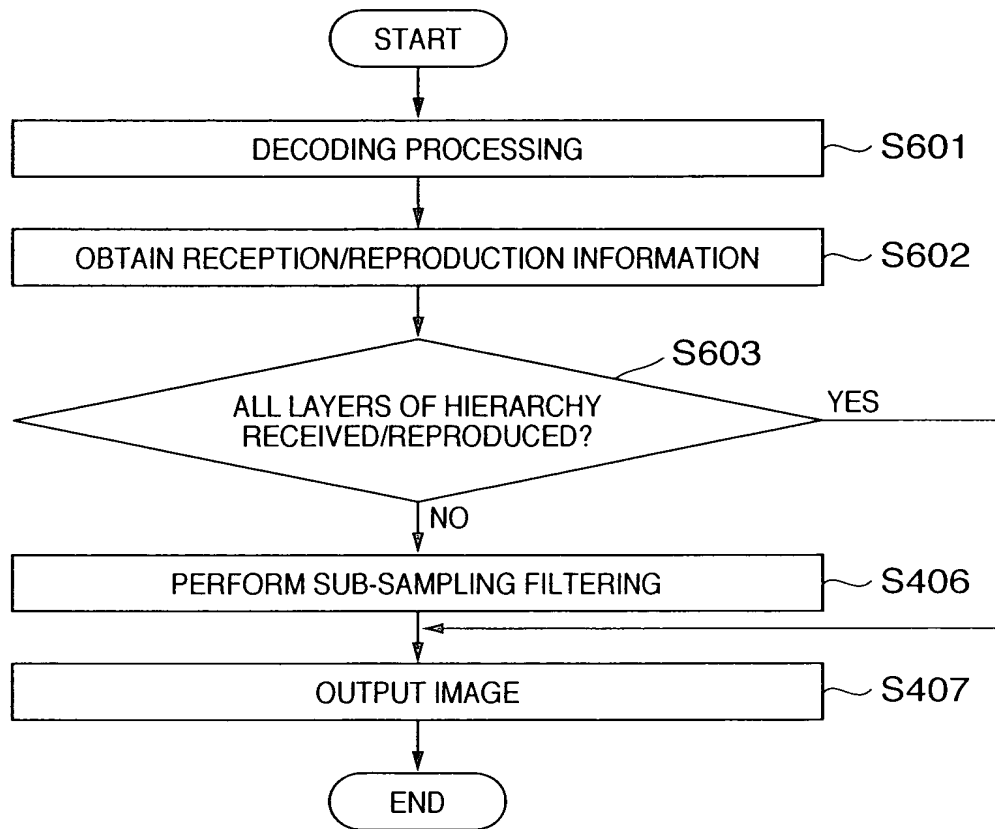 START
DECODING PROCESSING
S601
OBTAIN RECEPTION/REPRODUCTION INFORMATION
S602
S603
ALL LAYERS OF HIERARCHY
RECEIVED/REPRODUCED?
YES
NO
PERFORM SUB-SAMPLING FILTERING
S406
OUTPUT IMAGE
S407
END